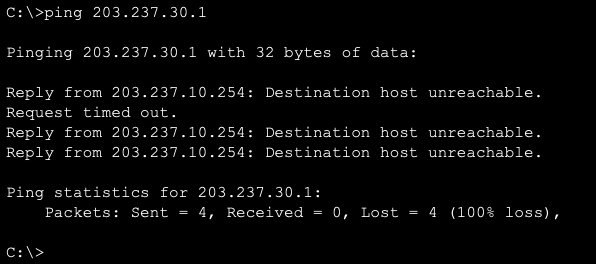 C:\>ping 203.237.30.1
Pinging 203.237.30.1 with 32 bytes of data:
Reply from 203.237.10.254: Destination host unreachable.
Request timed out.
Reply from 203.237.10.254: Destination host unreachable.
Reply from 203.237.10.254: Destination host unreachable.
Ping statistics for 203.237.30.1:
    Packets: Sent = 4, Received = 0, Lost = 4 (100% loss),
C:\>